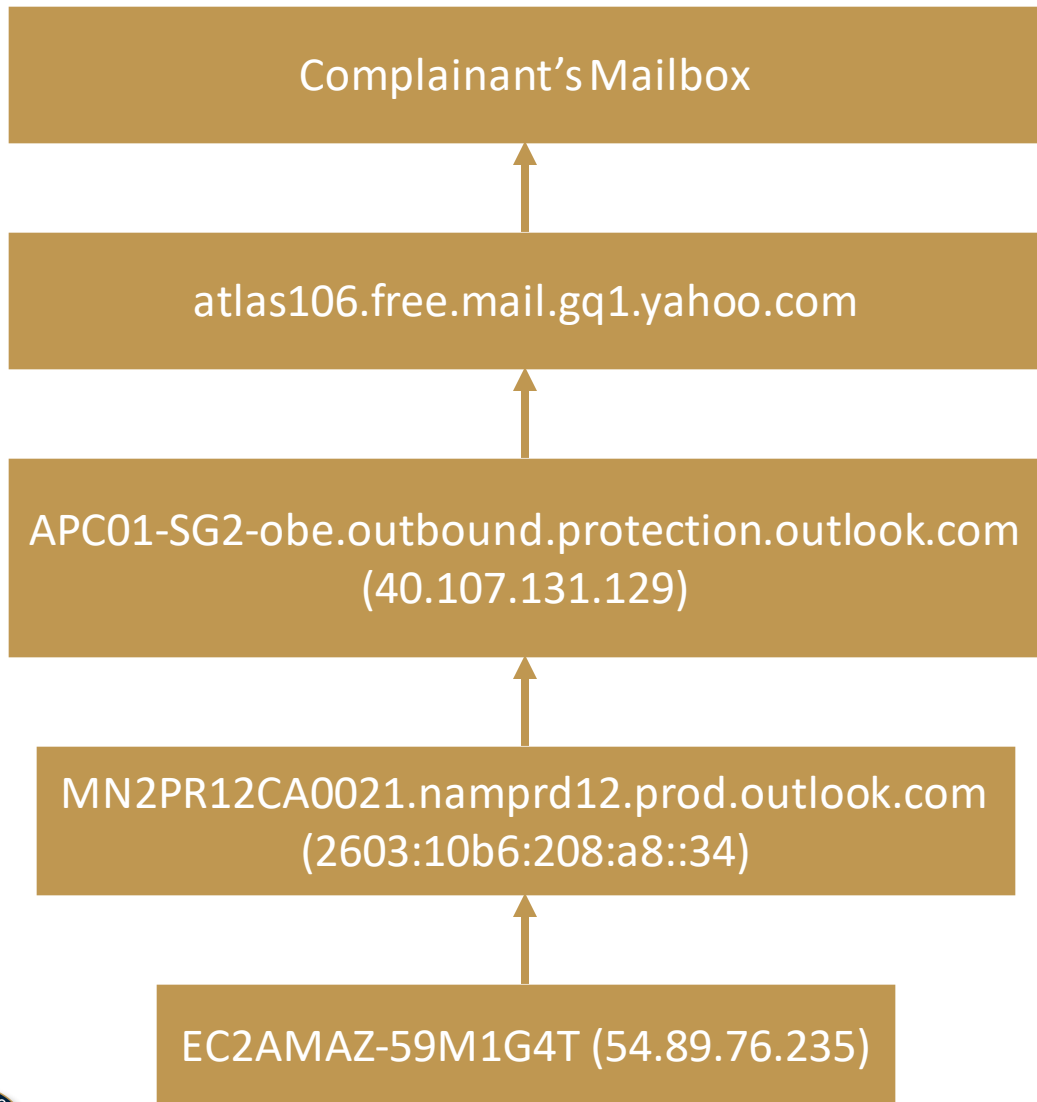 Complainant’s Mailbox
atlas106.free.mail.gq1.yahoo.com
APC01-SG2-obe.outbound.protection.outlook.com
(40.107.131.129)
MN2PR12CA0021.namprd12.prod.outlook.com
(2603:10b6:208:a8::34)
EC2AMAZ-59M1G4T (54.89.76.235)